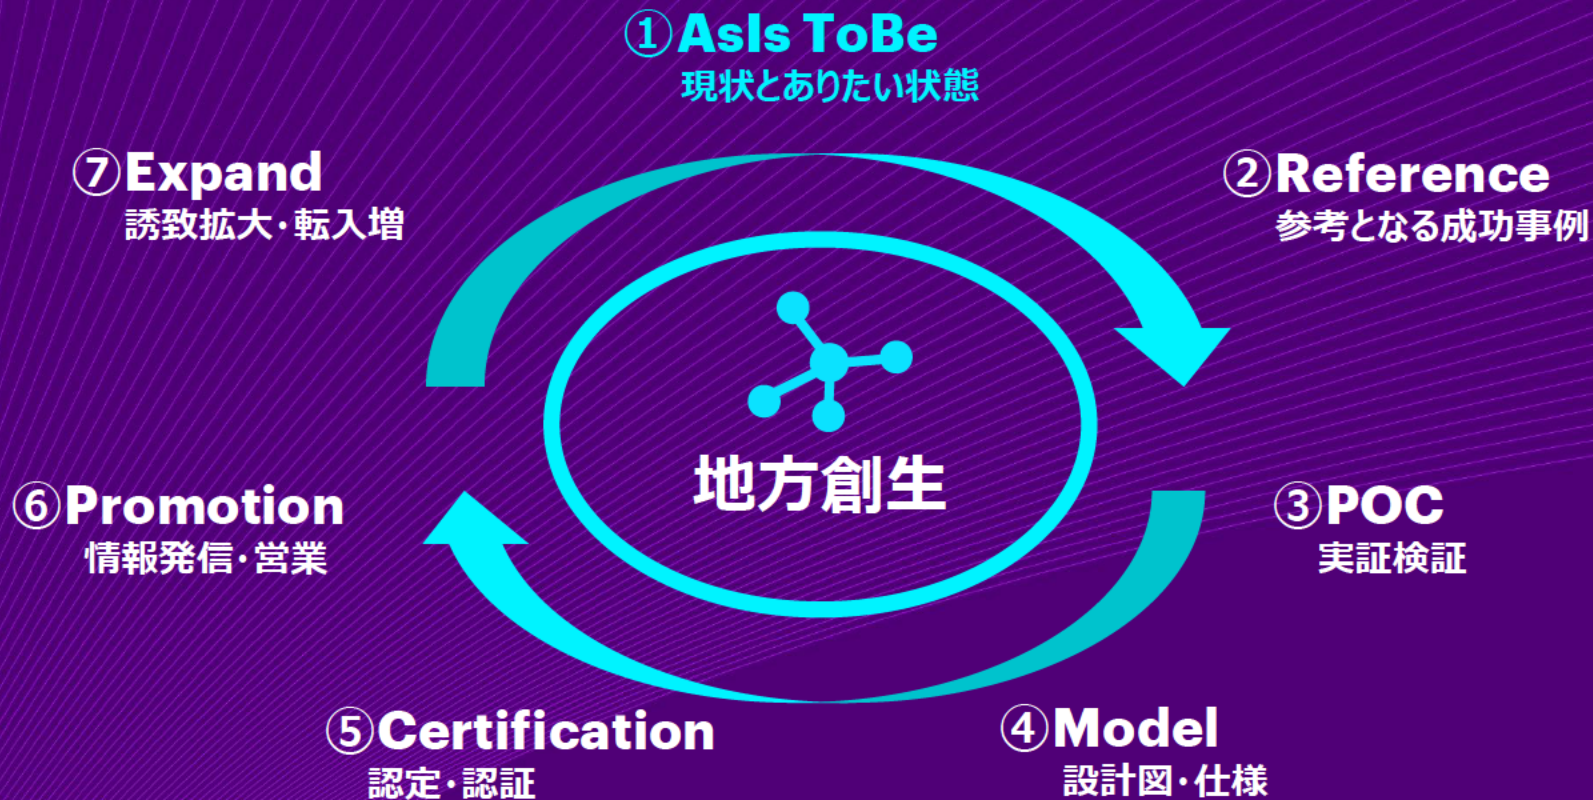 ①AsIs ToBe
現状とありたい状態
②Reference
参考となる成功事例
③POC
実証検証
④Model
設計図・仕様
⑤Certification
認定・認証
⑥Promotion
情報発信・営業
⑦Expand
誘致拡大・転入増
地方創生